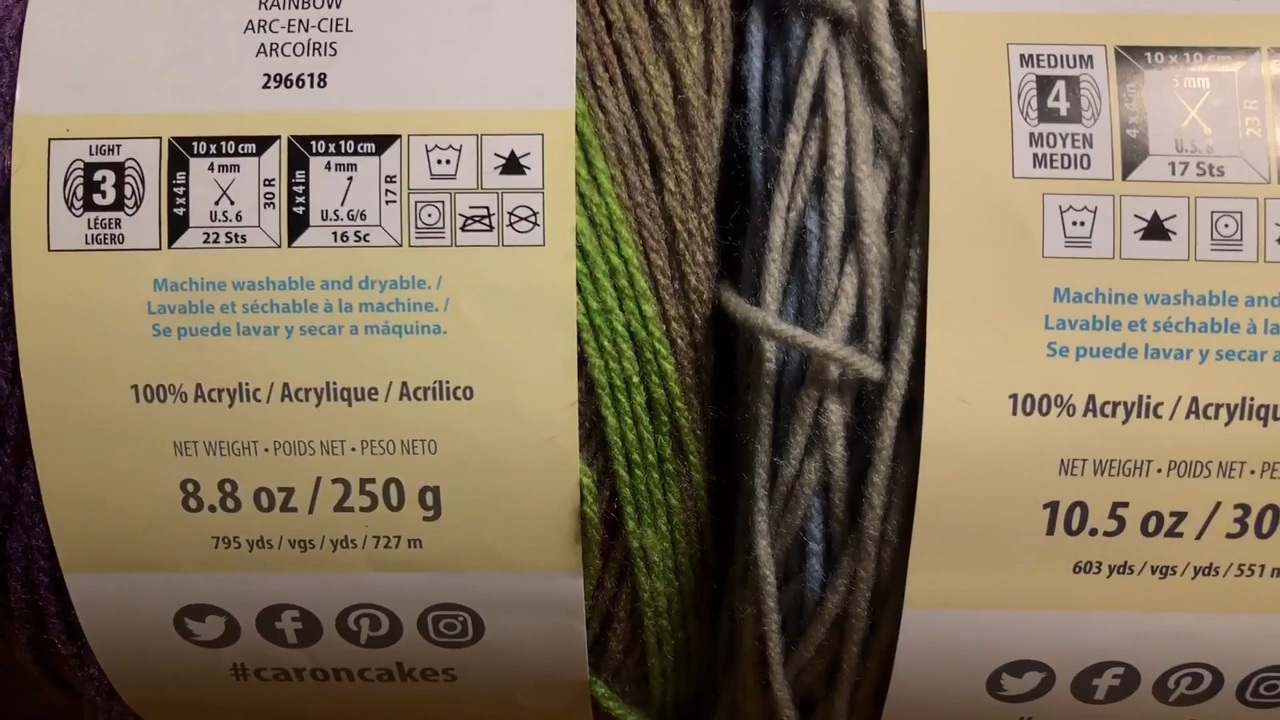 RAINBOW
ARC-EN-CIEL
ARCOÍRIS
296618
LIGHT
3
LÉGER
LIGERO
10 x 10 cm
4 x 4 in
4 mm
U.S. 6
30 R
22 Sts
10 x 10 cm
4 x 4 in
4 mm
U.S. G/6
17 R
16 Sc
Machine washable and dryable. /
Lavable et séchable à la machine. /
Se puede lavar y secar a máquina.
100% Acrylic / Acrylique / Acrílico
NET WEIGHT • POIDS NET • PESO NETO
8.8 oz / 250 g
795 yds / vgs / yds / 727 m
#caroncakes
MEDIUM
4
MOYEN
MEDIO
10 x 10 cm
4 x 4 in
5 mm
U.S. 8
23 R
17 Sts
Machine washable and
Lavable et séchable à la
Se puede lavar y secar a
100% Acrylic / Acryliqu
NET WEIGHT • POIDS NET • PE
10.5 oz / 30
603 yds / vgs / yds / 551 m